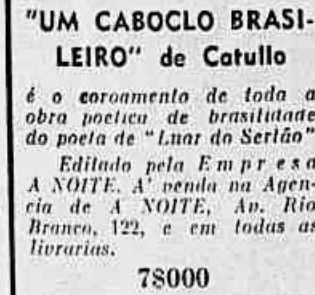 "UM CABOCLO BRASI-
LEIRO" de Catullo
é o coroamento de toda a
obra poetica de brasilidade
do poeta de "Luar do Sertão"
Editado pela Empresa
A NOITE. A' venda na Agen-
cia de A NOITE, Av. Rio
Branco, 122, e em todas as
livrarias.
7$000